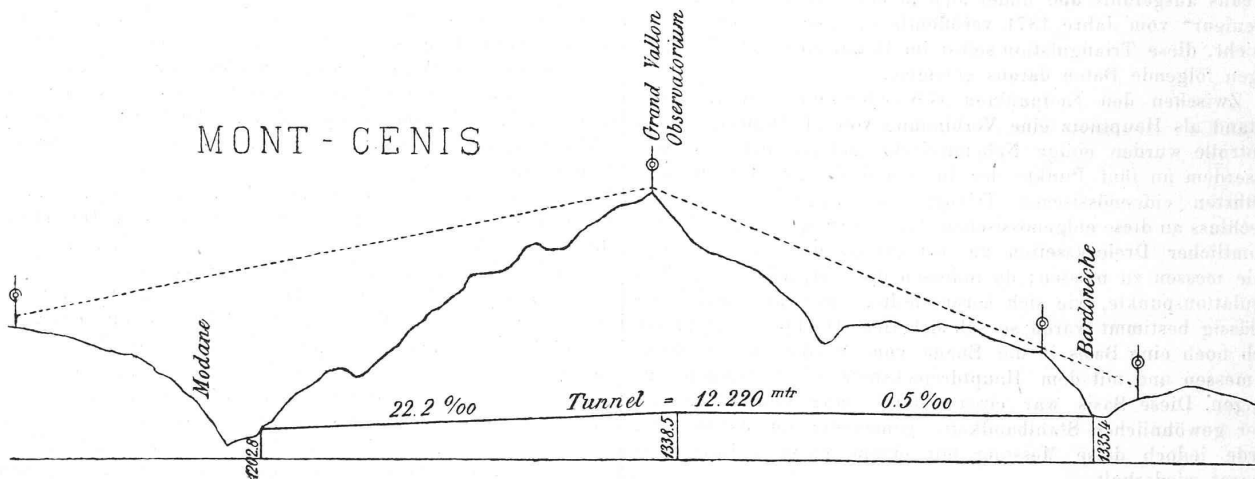 MONT - CENIS
Grand Vallon
Observatorium
Modane
Bardonèche
22.2 ‰
Tunnel = 12.220 mtr
0.5 ‰
1202.8
1338.5
1335.4